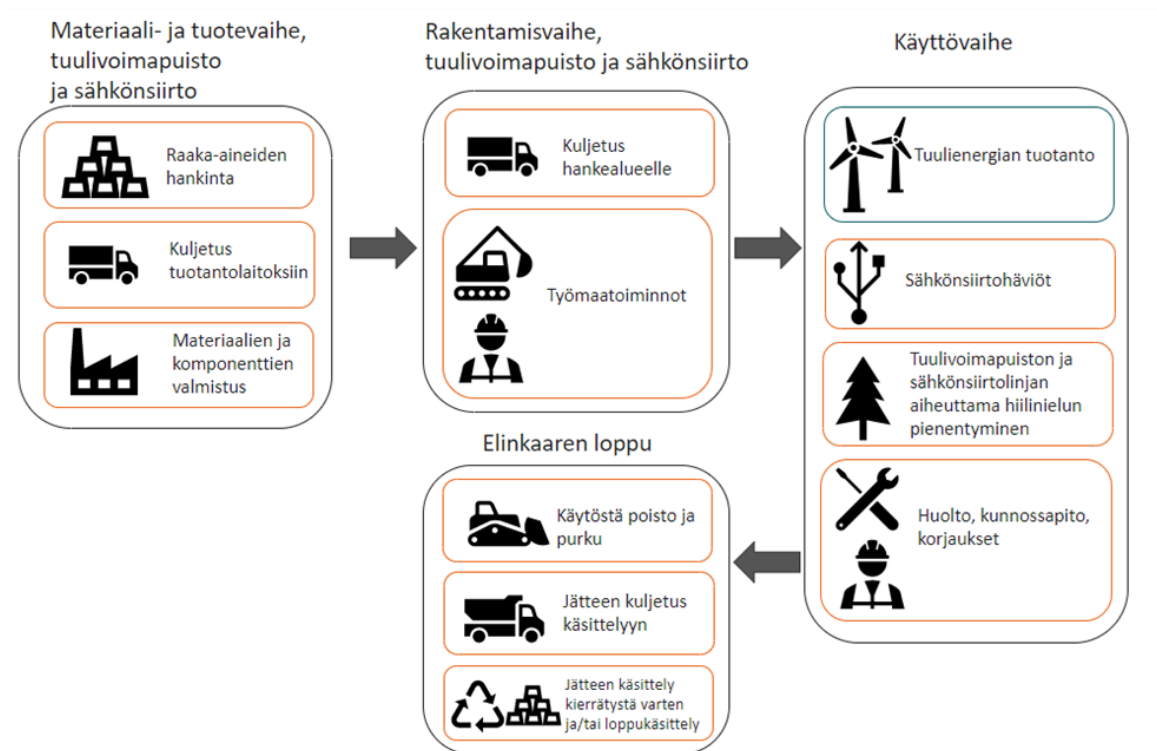 Materiaali- ja tuotevaihe,
tuulivoimapuisto
ja sähkönsiirto
Raaka-aineiden
hankinta
Kuljetus
tuotantolaitoksiin
Materiaalien ja
komponenttien
valmistus
Rakentamisvaihe,
tuulivoimapuisto ja sähkönsiirto
Kuljetus
hankealueelle
Työmaatoiminnot
Käyttövaihe
Tuulienergian tuotanto
Sähkönsiirtohäviöt
Tuulivoimapuiston ja
sähkönsiirtolinjan
aiheuttama hiilinielun
pienentyminen
Huolto, kunnossapito,
korjaukset
Elinkaaren loppu
Käytöstä poisto ja
purku
Jätteen kuljetus
käsittelyyn
Jätteen käsittely
kierrätystä varten
ja/tai loppukäsittely